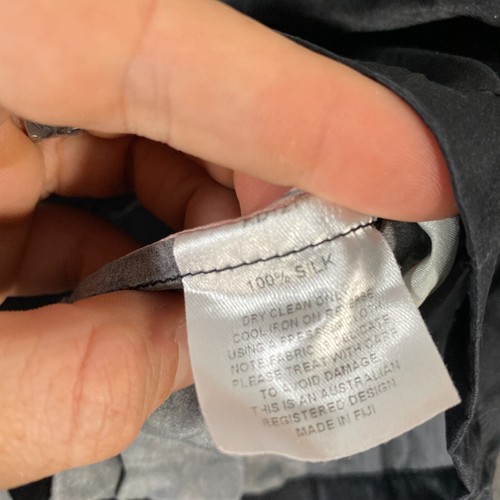 100% SILK
DRY CLEAN ONLY
COOL IRON ON REVERSE
USING A PRESS CLOTH
NOTE FABRIC IS DELICATE
PLEASE TREAT WITH CARE
TO AVOID DAMAGE
THIS IS AN AUSTRALIAN
REGISTERED DESIGN
MADE IN FIJI